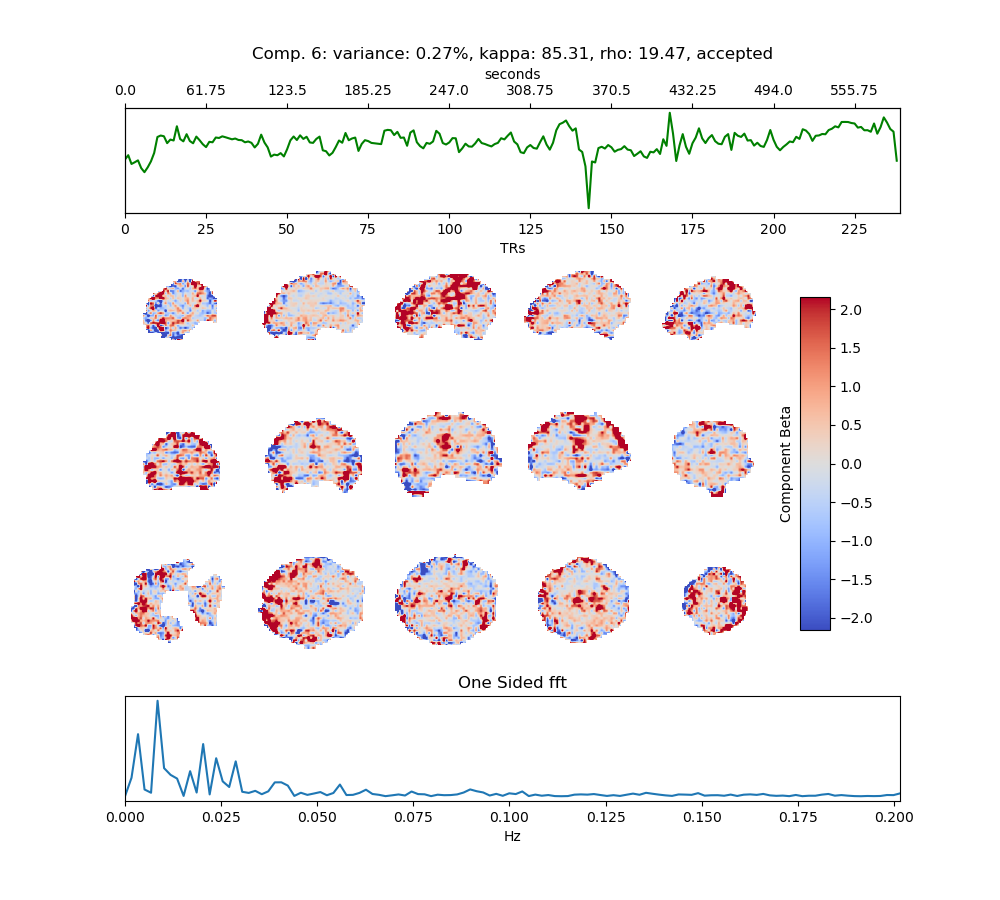 Comp. 6: variance: 0.27%, kappa: 85.31, rho: 19.47, accepted
seconds
0.0 61.75 123.5 185.25 247.0 308.75 370.5 432.25 494.0 555.75
0 25 50 75 100 125 150 175 200 225
TRs
2.0
1.5
1.0
0.5
0.0
−0.5
−1.0
−1.5
−2.0
Component Beta
One Sided fft
0.000 0.025 0.050 0.075 0.100 0.125 0.150 0.175 0.200
Hz